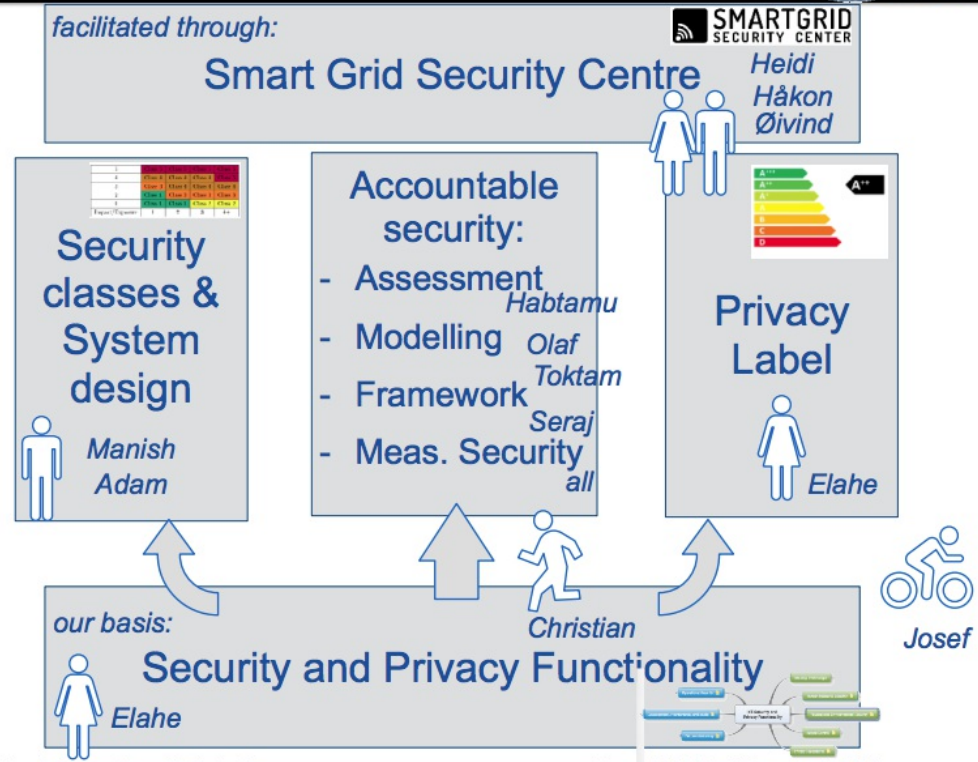 facilitated through:
SMARTGRID
SECURITY CENTER
Smart Grid Security Centre
Heidi
Håkon
Øivind
Security
classes &
System
design
Manish
Adam
Accountable
security:
- Assessment
Habtamu
- Modelling
Olaf
Toktam
- Framework
Seraj
- Meas. Security
all
A+++
A++
A+
A
B
C
D
A++
Privacy
Label
Elahe
our basis:
Christian
Security and Privacy Functionality
Elahe
Josef